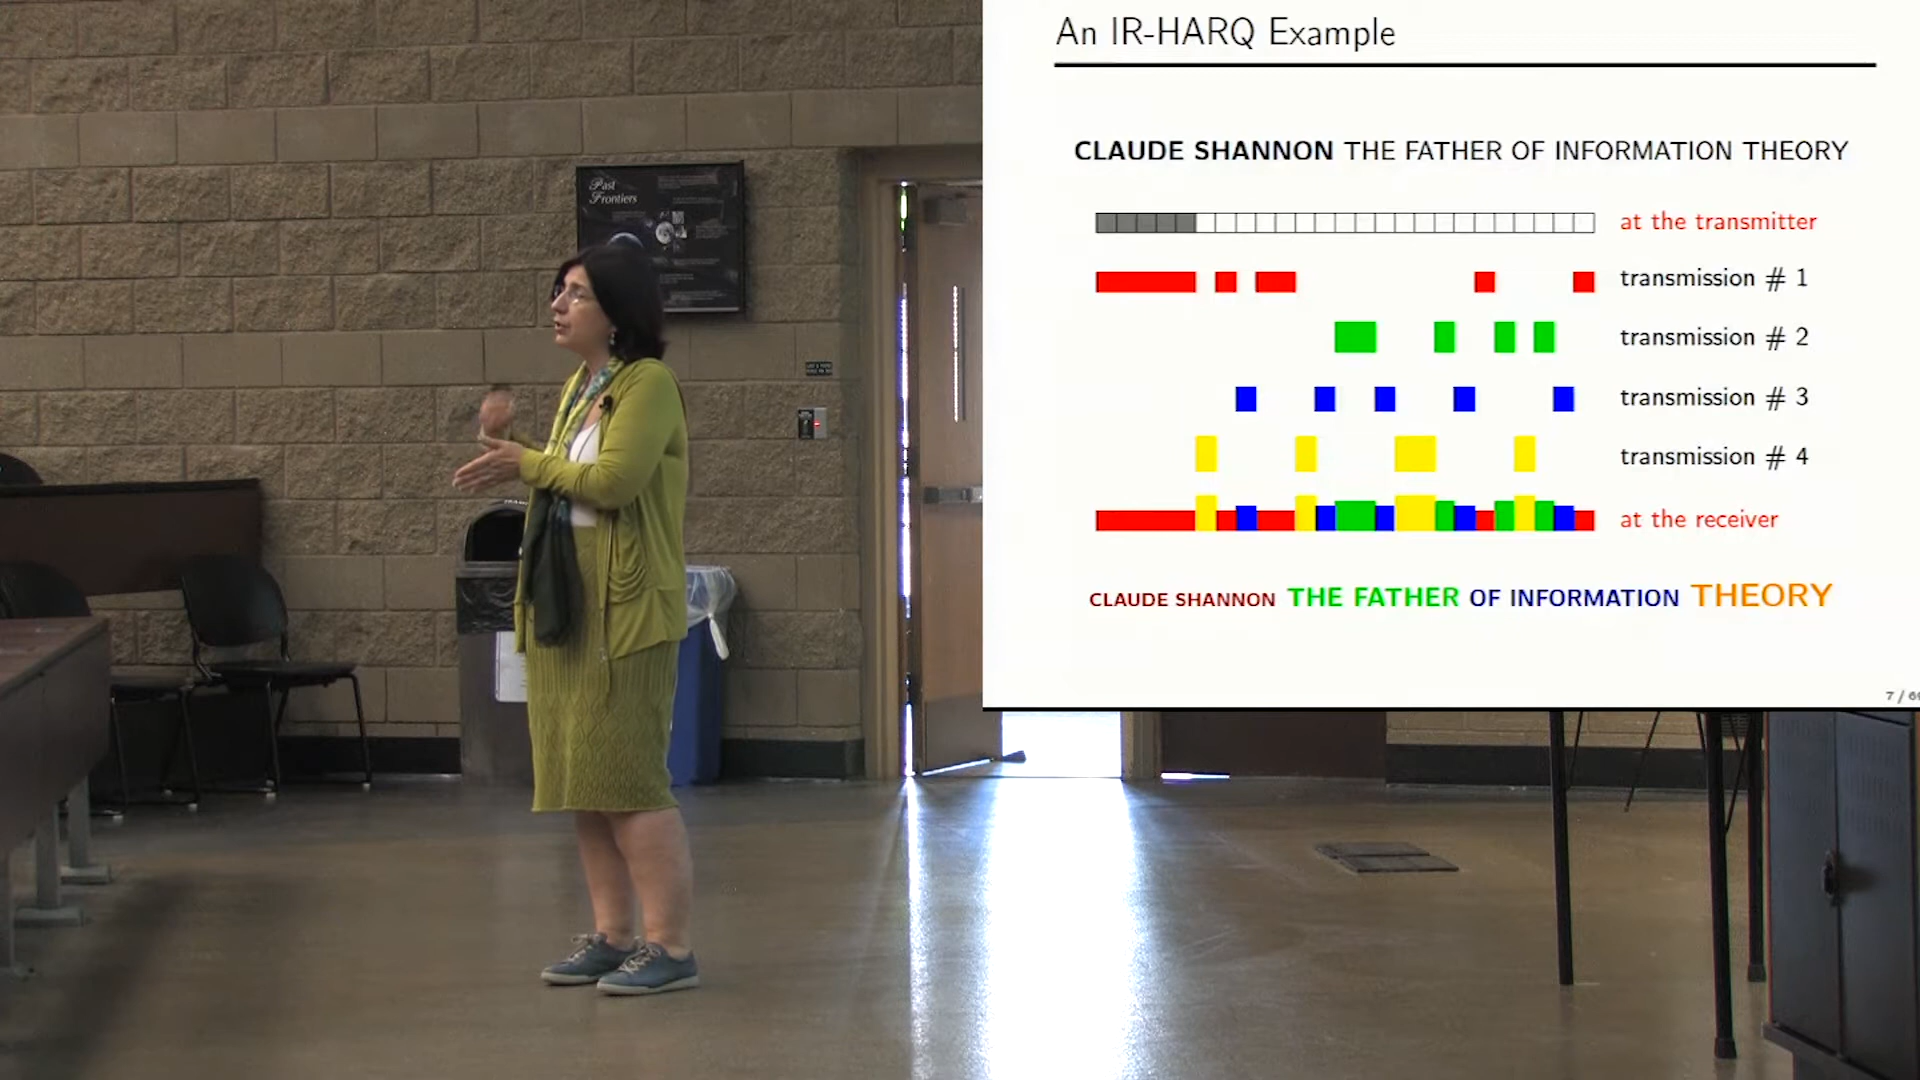 An IR-HARQ Example
CLAUDE SHANNON THE FATHER OF INFORMATION THEORY
at the transmitter
transmission # 1
transmission # 2
transmission # 3
transmission # 4
at the receiver
CLAUDE SHANNON THE FATHER OF INFORMATION THEORY
Past
Frontiers